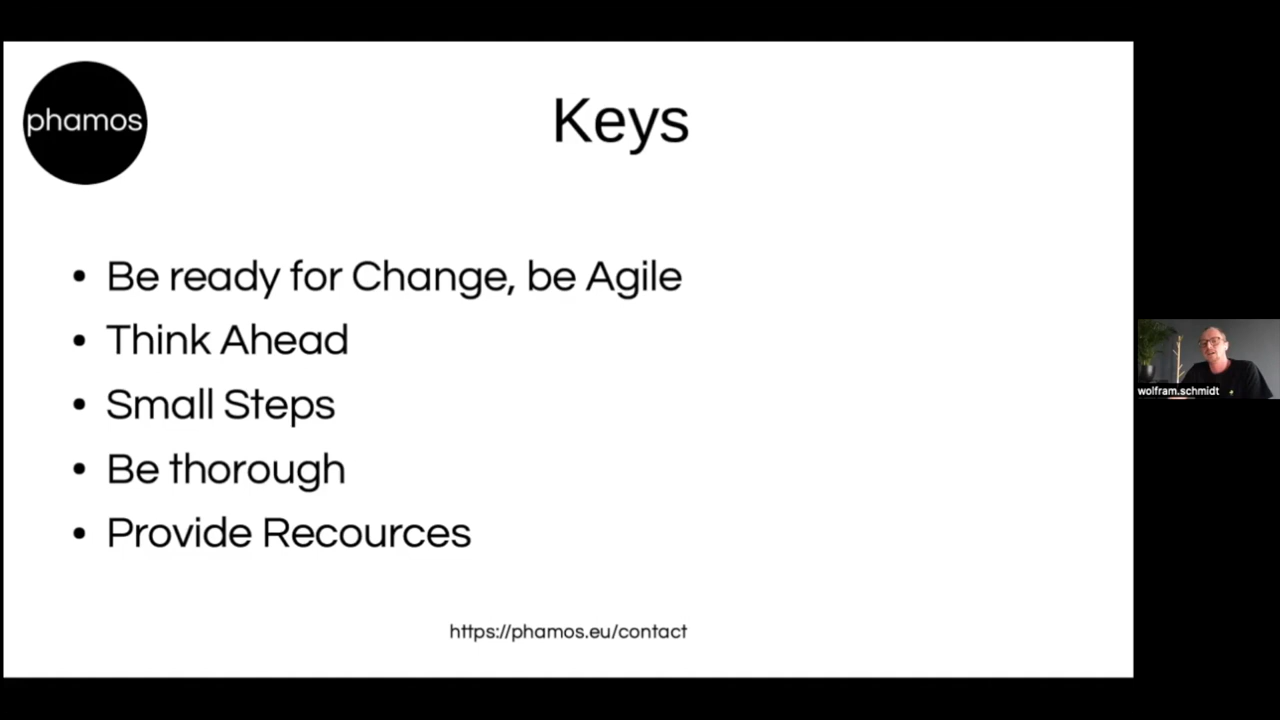 phamos
Keys
• Be ready for Change, be Agile
• Think Ahead
• Small Steps
• Be thorough
• Provide Recources
https://phamos.eu/contact
wolfram.schmidt